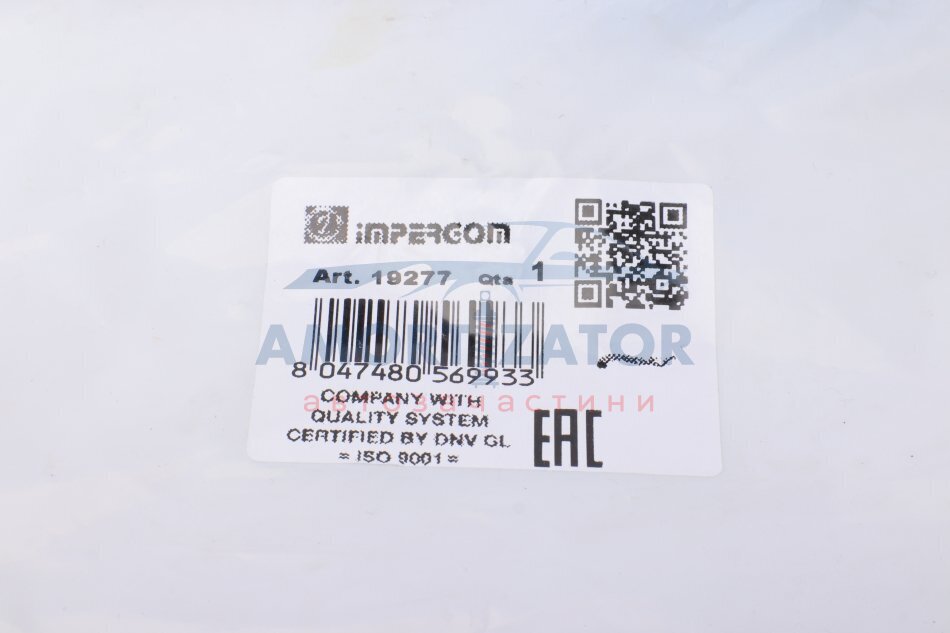 iMPERGOM
Art. 19277 Qta 1
AMORTIZATOR
8 047480 569933
автозапчастини
COMPANY WITH
QUALITY SYSTEM
CERTIFIED BY DNV GL
= ISO 9001 =
EAC